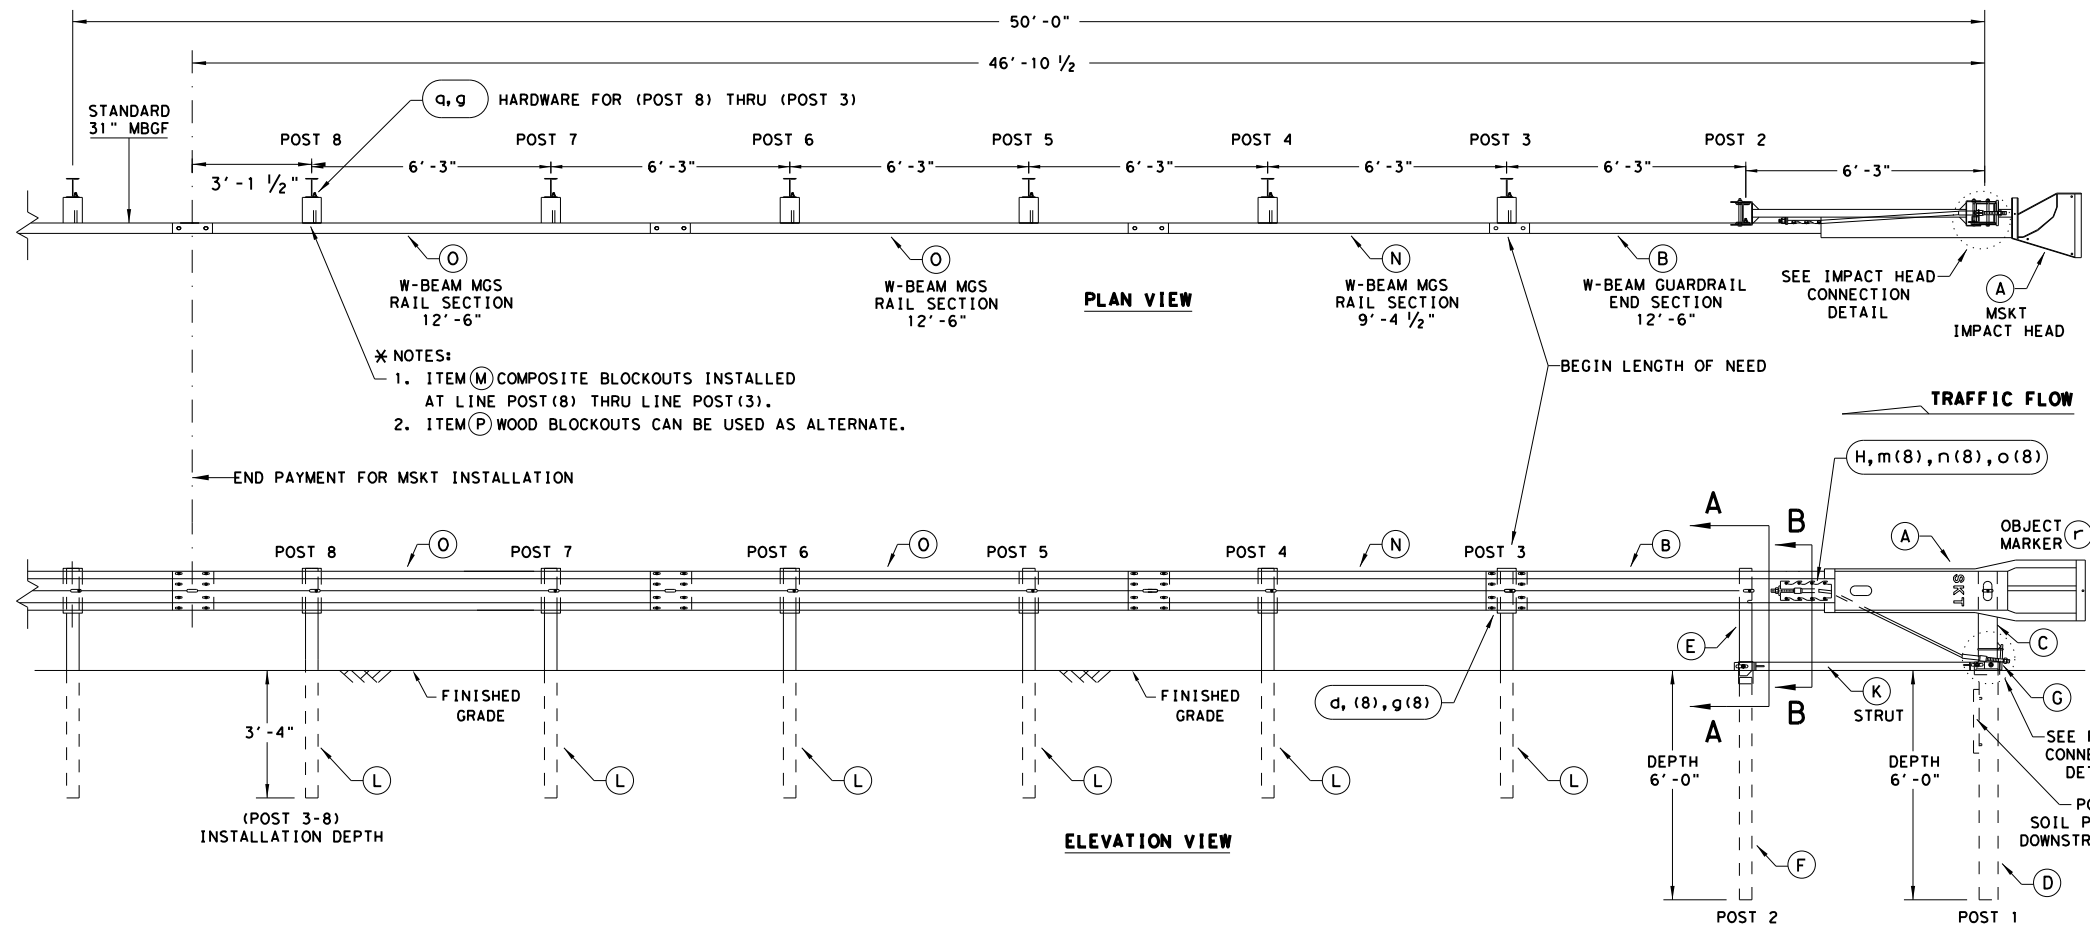 50'-0"
46'-10 ½
STANDARD
31" MBGF
q,g HARDWARE FOR (POST 8) THRU (POST 3)
POST 8
POST 7
POST 6
POST 5
POST 4
POST 3
POST 2
3'-1 ½"
6'-3"
6'-3"
6'-3"
6'-3"
6'-3"
6'-3"
6'-3"
O
W-BEAM MGS
RAIL SECTION
12'-6"
O
W-BEAM MGS
RAIL SECTION
12'-6"
PLAN VIEW
N
W-BEAM MGS
RAIL SECTION
9'-4 ½"
B
W-BEAM GUARDRAIL
END SECTION
12'-6"
SEE IMPACT HEAD
CONNECTION
DETAIL
A
MSKT
IMPACT HEAD
* NOTES:
1. ITEM M COMPOSITE BLOCKOUTS INSTALLED
AT LINE POST(8) THRU LINE POST(3).
2. ITEM P WOOD BLOCKOUTS CAN BE USED AS ALTERNATE.
BEGIN LENGTH OF NEED
TRAFFIC FLOW
END PAYMENT FOR MSKT INSTALLATION
H,m(8),n(8),o(8)
A
B
OBJECT
MARKER r
POST 8
O
POST 7
POST 6
O
POST 5
POST 4
N
POST 3
B
A
SKT
E
C
FINISHED
GRADE
FINISHED
GRADE
d, (8),g(8)
A
B
K
STRUT
G
3'-4"
L
L
L
L
L
L
DEPTH
6'-0"
DEPTH
6'-0"
SEE
CONNE
DET
(POST 3-8)
INSTALLATION DEPTH
ELEVATION VIEW
PO
SOIL P
DOWNSTR
F
D
POST 2
POST 1